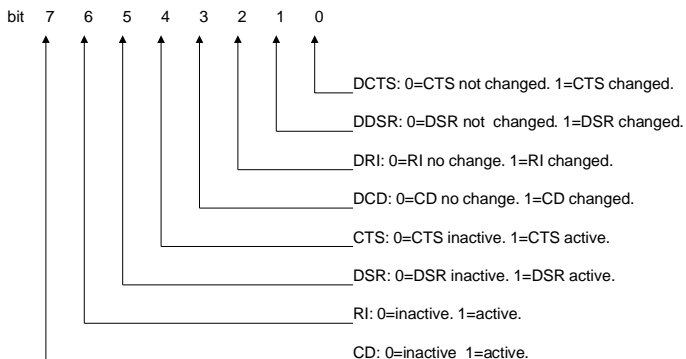 bit 7 6 5 4 3 2 1 0
DCTS: 0=CTS not changed. 1=CTS changed.
DDSR: 0=DSR not changed. 1=DSR changed.
DRI: 0=RI no change. 1=RI changed.
DCD: 0=CD no change. 1=CD changed.
CTS: 0=CTS inactive. 1=CTS active.
DSR: 0=DSR inactive. 1=DSR active.
RI: 0=inactive. 1=active.
CD: 0=inactive 1=active.